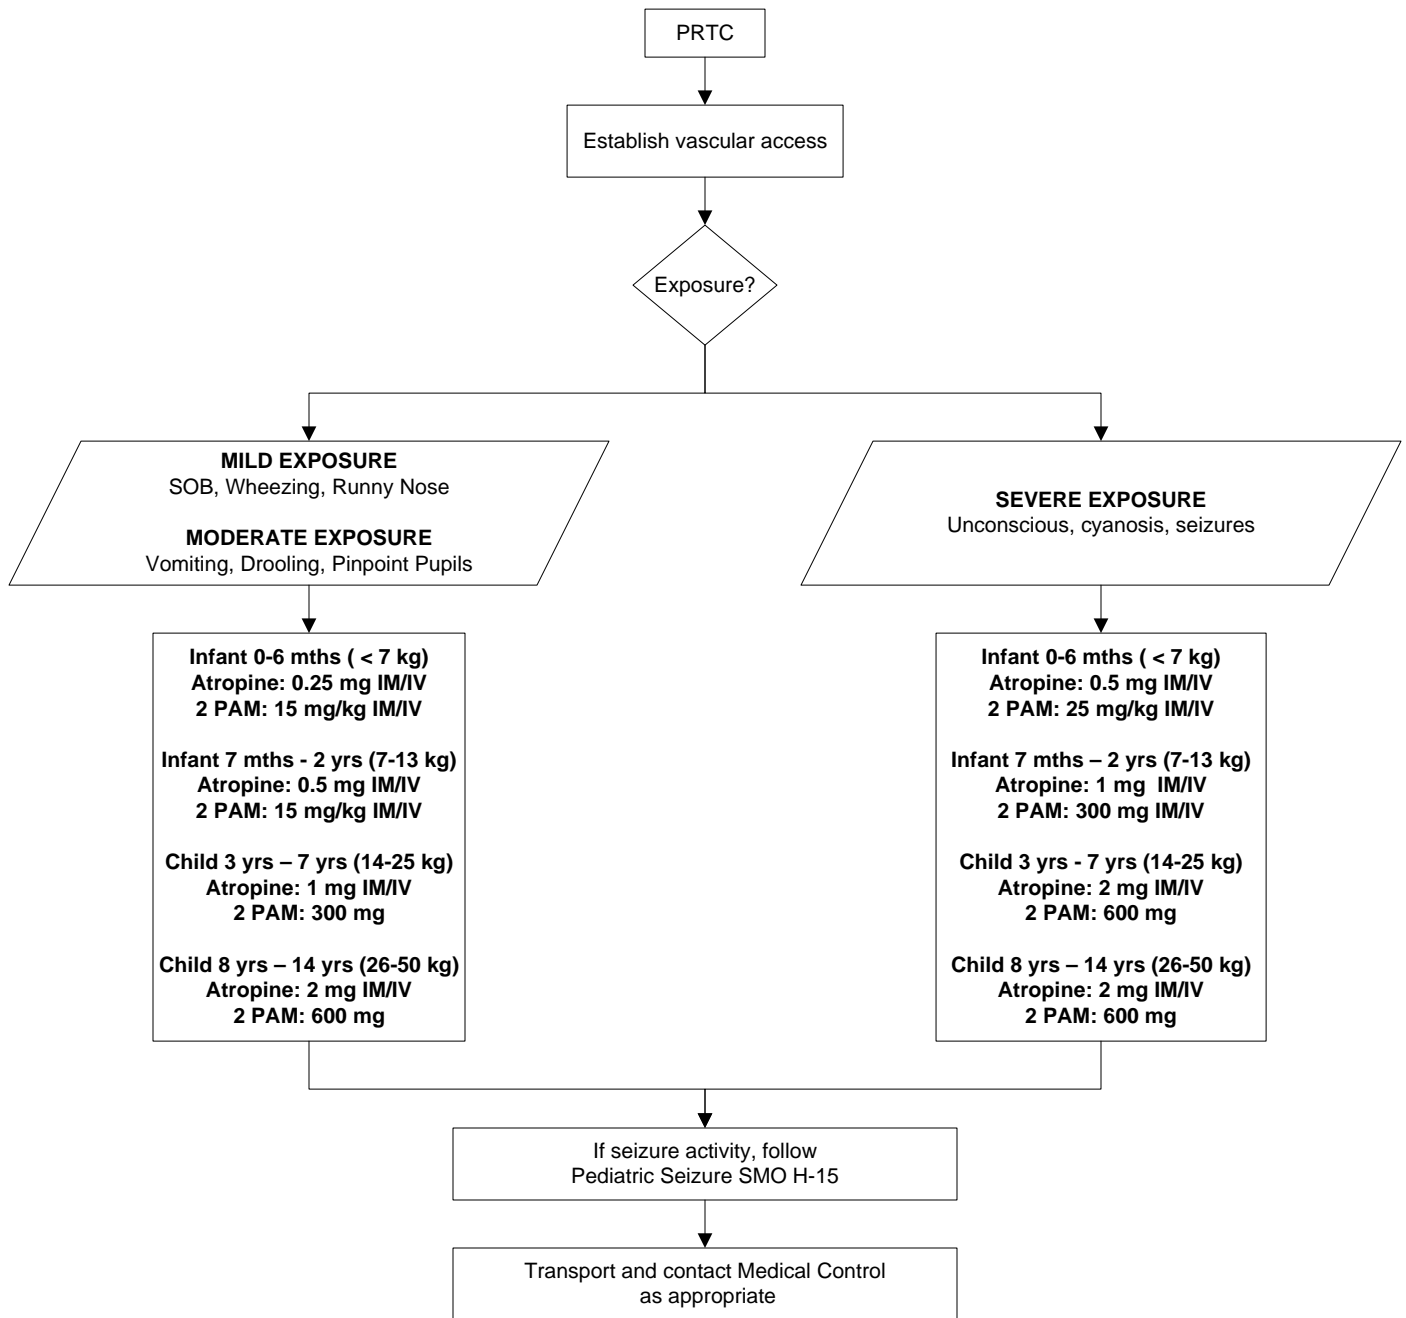 PRTC
Establish vascular access
Exposure?
MILD EXPOSURE
SOB, Wheezing, Runny Nose
MODERATE EXPOSURE
Vomiting, Drooling, Pinpoint Pupils
SEVERE EXPOSURE
Unconscious, cyanosis, seizures
Infant 0-6 mths ( < 7 kg)
Atropine: 0.25 mg IM/IV
2 PAM: 15 mg/kg IM/IV
Infant 7 mths - 2 yrs (7-13 kg)
Atropine: 0.5 mg IM/IV
2 PAM: 15 mg/kg IM/IV
Child 3 yrs – 7 yrs (14-25 kg)
Atropine: 1 mg IM/IV
2 PAM: 300 mg
Child 8 yrs – 14 yrs (26-50 kg)
Atropine: 2 mg IM/IV
2 PAM: 600 mg
Infant 0-6 mths ( < 7 kg)
Atropine: 0.5 mg IM/IV
2 PAM: 25 mg/kg IM/IV
Infant 7 mths – 2 yrs (7-13 kg)
Atropine: 1 mg  IM/IV
2 PAM: 300 mg IM/IV
Child 3 yrs - 7 yrs (14-25 kg)
Atropine: 2 mg IM/IV
2 PAM: 600 mg
Child 8 yrs – 14 yrs (26-50 kg)
Atropine: 2 mg IM/IV
2 PAM: 600 mg
If seizure activity, follow
Pediatric Seizure SMO H-15
Transport and contact Medical Control
as appropriate